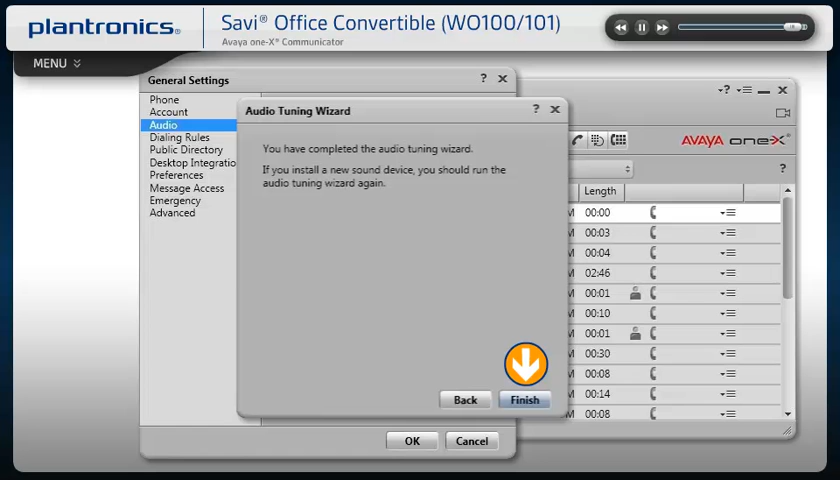 plantronics®
Savi® Office Convertible (WO100/101)
Avaya one-X® Communicator
MENU
General Settings
?
Phone
Account
Audio
Dialing Rules
Public Directory
Desktop Integratio
Preferences
Message Access
Emergency
Advanced
Audio Tuning Wizard
?
You have completed the audio tuning wizard.
If you install a new sound device, you should run the
audio tuning wizard again.
Back
Finish
OK
Cancel
?
AVAYA one-X®
?
Length
M 00:00
00:03
M 00:04
02:46
M 00:01
M 00:10
M 00:01
M 00:30
M 00:08
M 00:14
M 00:08